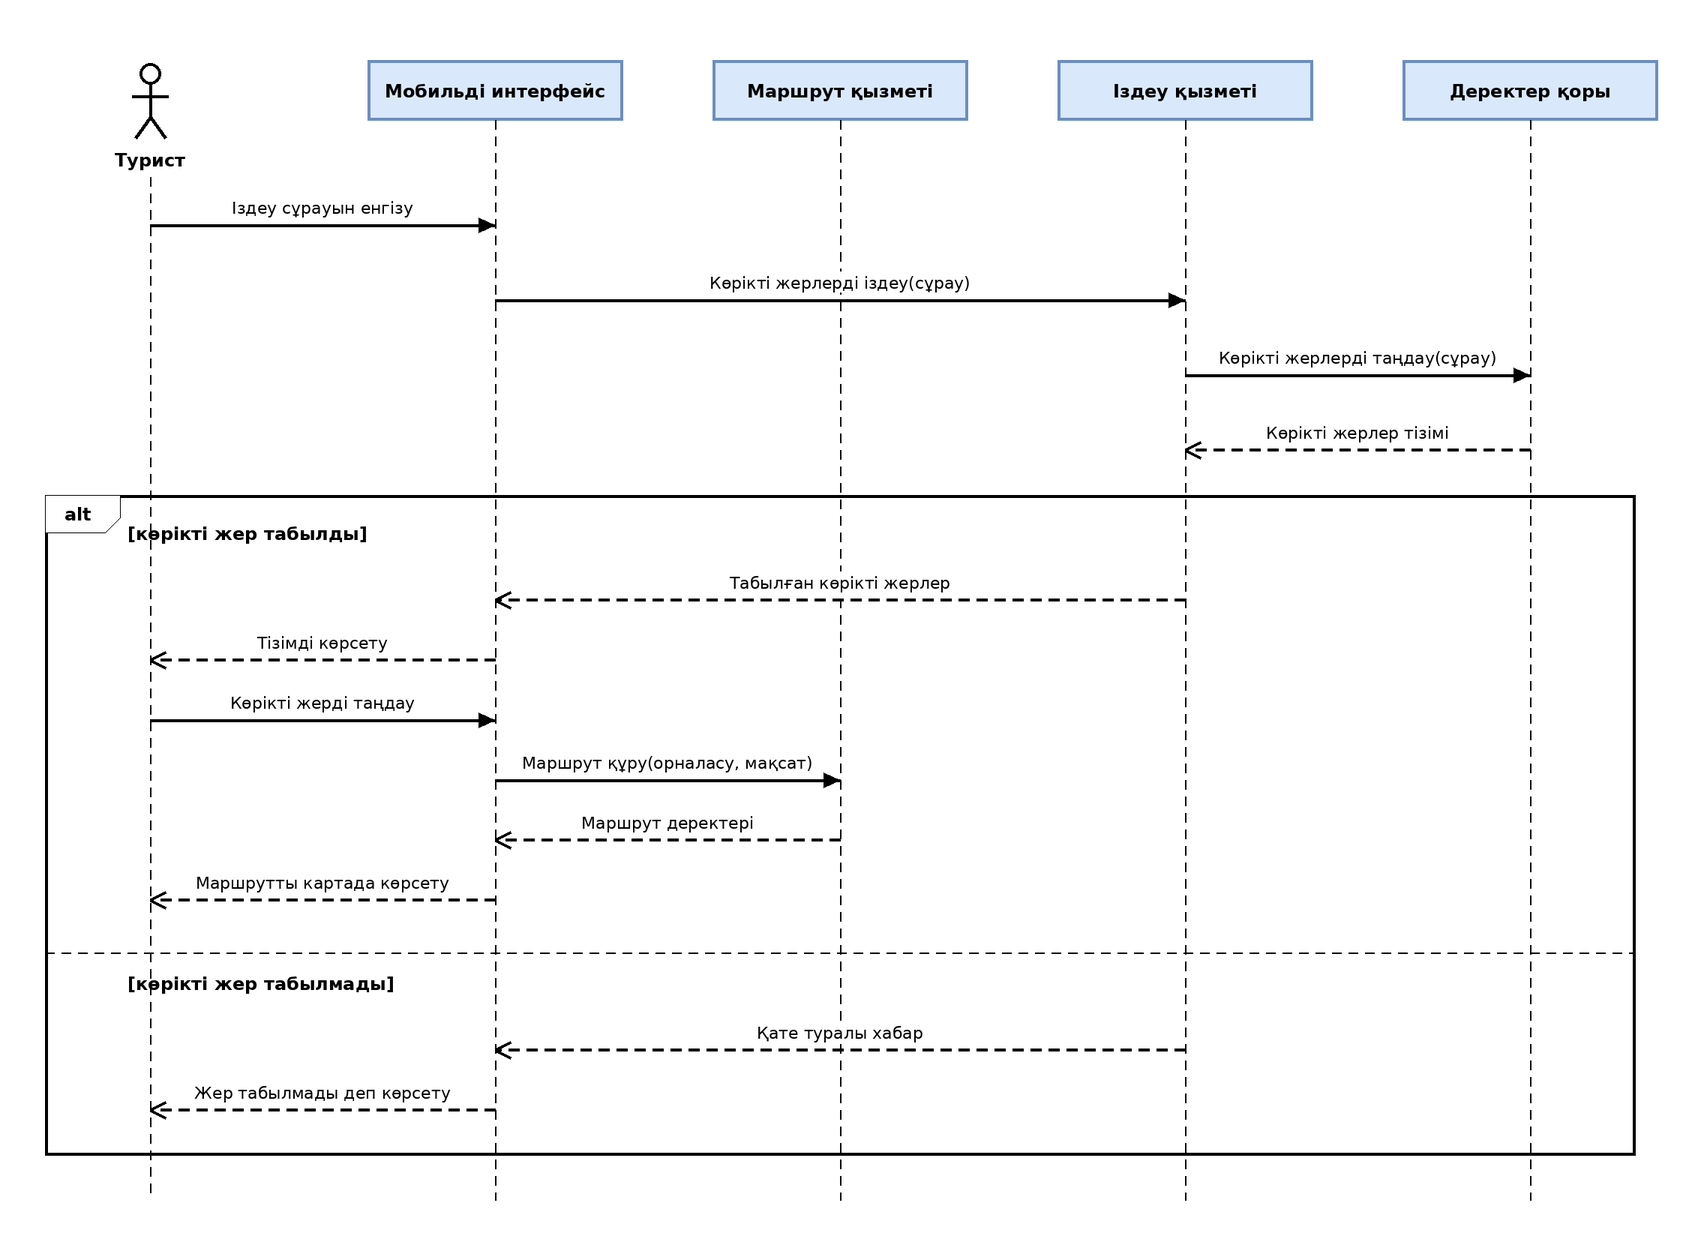 Турист
Мобильді интерфейс
Маршрут қызметі
Іздеу қызметі
Деректер қоры
Іздеу сұрауын енгізу
Көрікті жерлерді іздеу(сұрау)
Көрікті жерлерді таңдау(сұрау)
Көрікті жерлер тізімі
alt
[көрікті жер табылды]
Табылған көрікті жерлер
Тізімді көрсету
Көрікті жерді таңдау
Маршрут құру(орналасу, мақсат)
Маршрут деректері
Маршрутты картада көрсету
[көрікті жер табылмады]
Қате туралы хабар
Жер табылмады деп көрсету